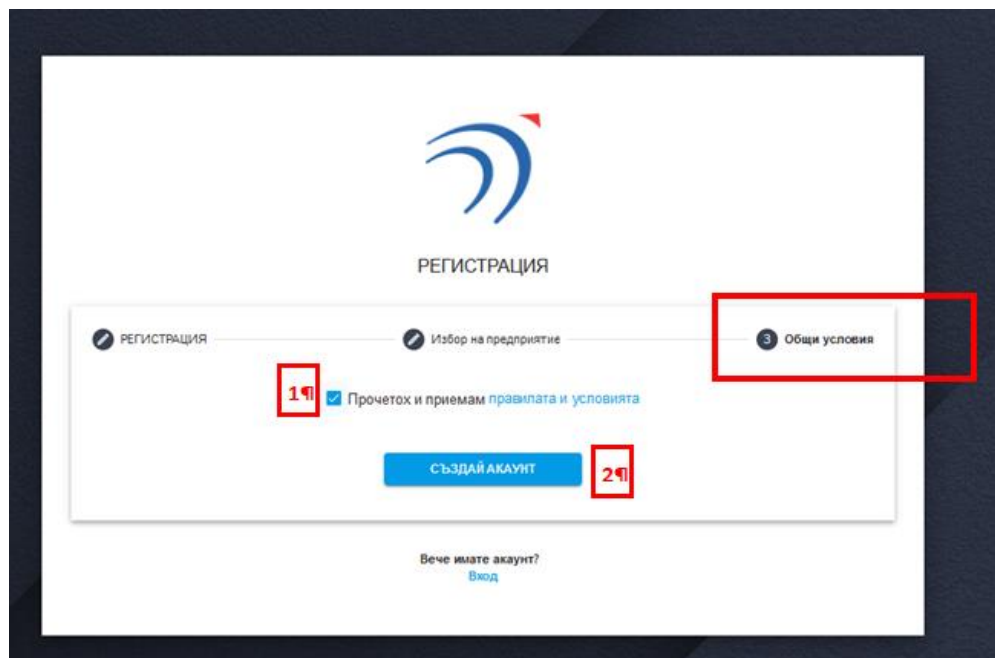 РЕГИСТРАЦИЯ
РЕГИСТРАЦИЯ
Избор на предприятие
3 Общи условия
1¶
Прочетох и приемам правилата и условията
СЪЗДАЙ АКАУНТ
2¶
Вече имате акаунт?
Вход